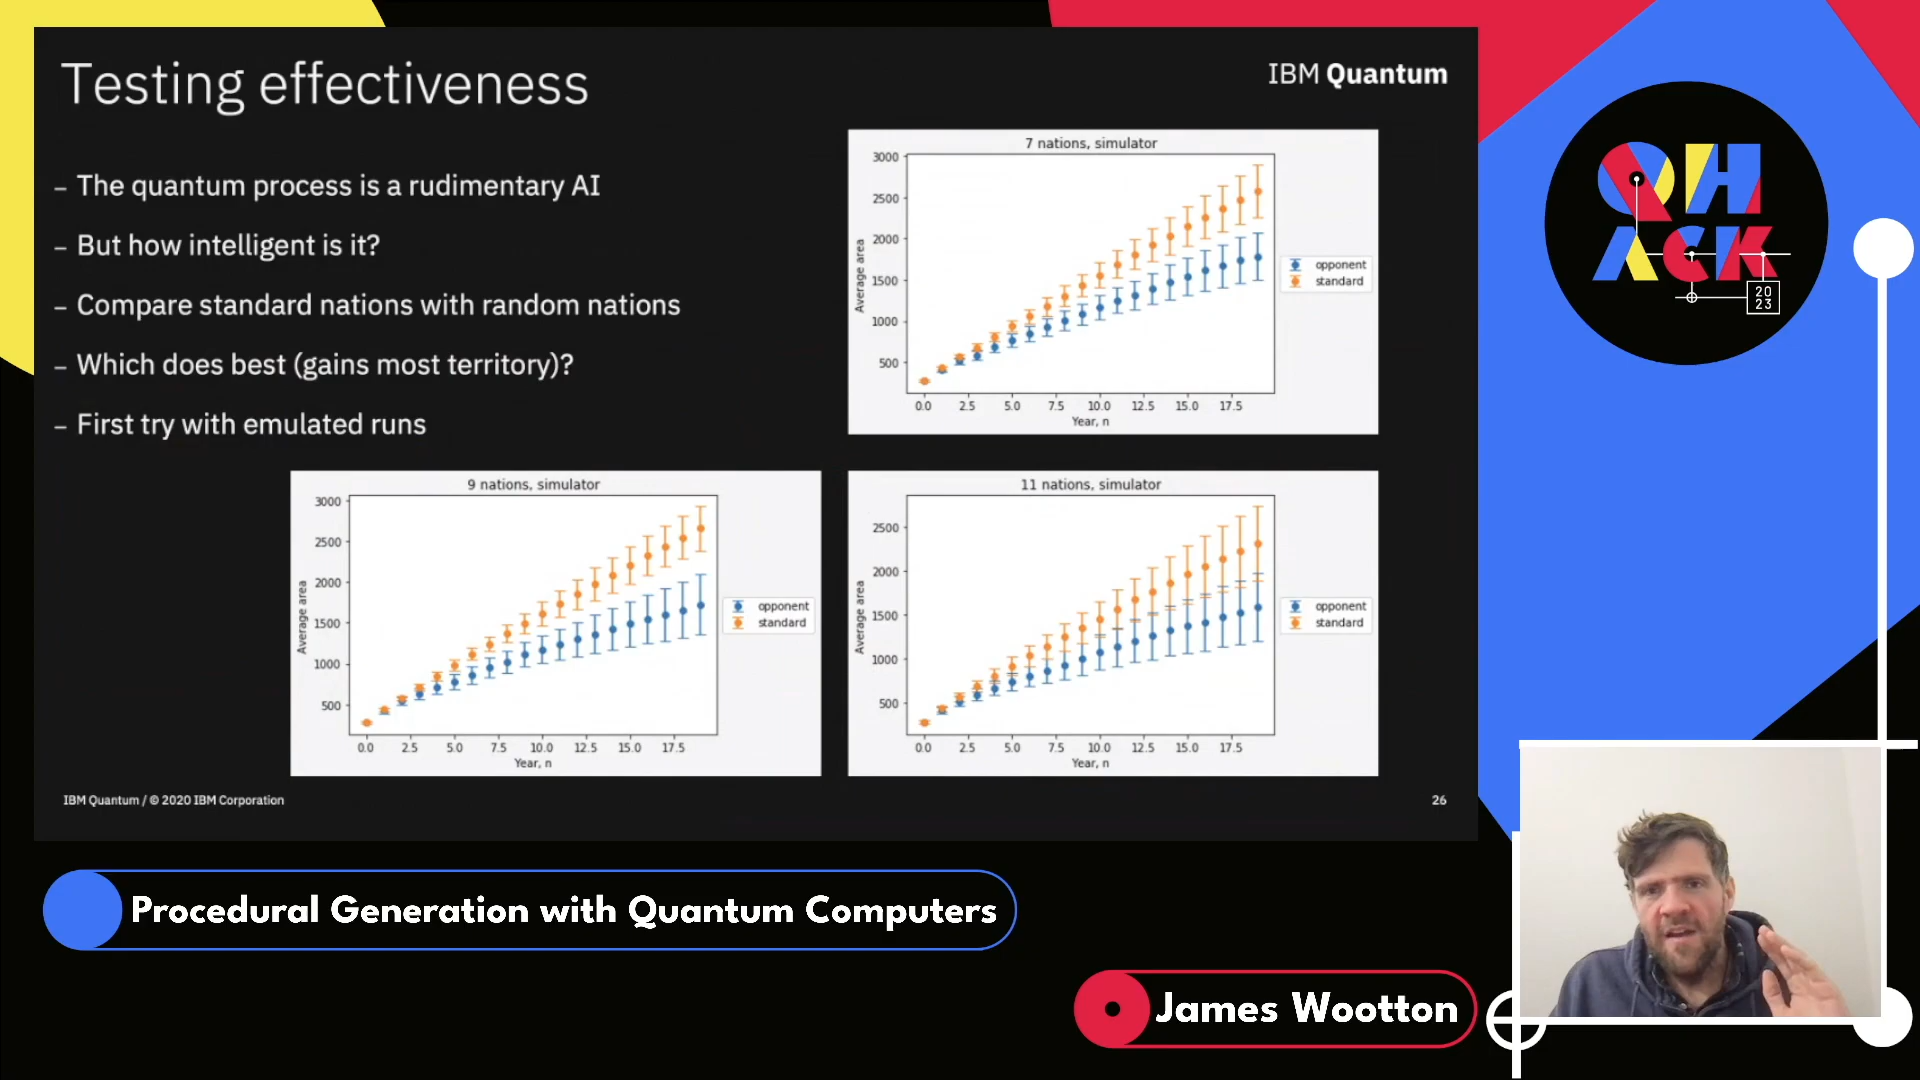 Testing effectiveness
IBM Quantum
– The quantum process is a rudimentary AI
– But how intelligent is it?
– Compare standard nations with random nations
– Which does best (gains most territory)?
– First try with emulated runs
7 nations, simulator
3000
2500
2000
1500
1000
500
Average area
0.0 2.5 5.0 7.5 10.0 12.5 15.0 17.5
Year, n
opponent
standard
9 nations, simulator
3000
2500
2000
1500
1000
500
Average area
0.0 2.5 5.0 7.5 10.0 12.5 15.0 17.5
Year, n
opponent
standard
11 nations, simulator
2500
2000
1500
1000
500
Average area
0.0 2.5 5.0 7.5 10.0 12.5 15.0 17.5
Year, n
opponent
standard
IBM Quantum / © 2020 IBM Corporation
26
QH
ACK
20
23
Procedural Generation with Quantum Computers
James Wootton